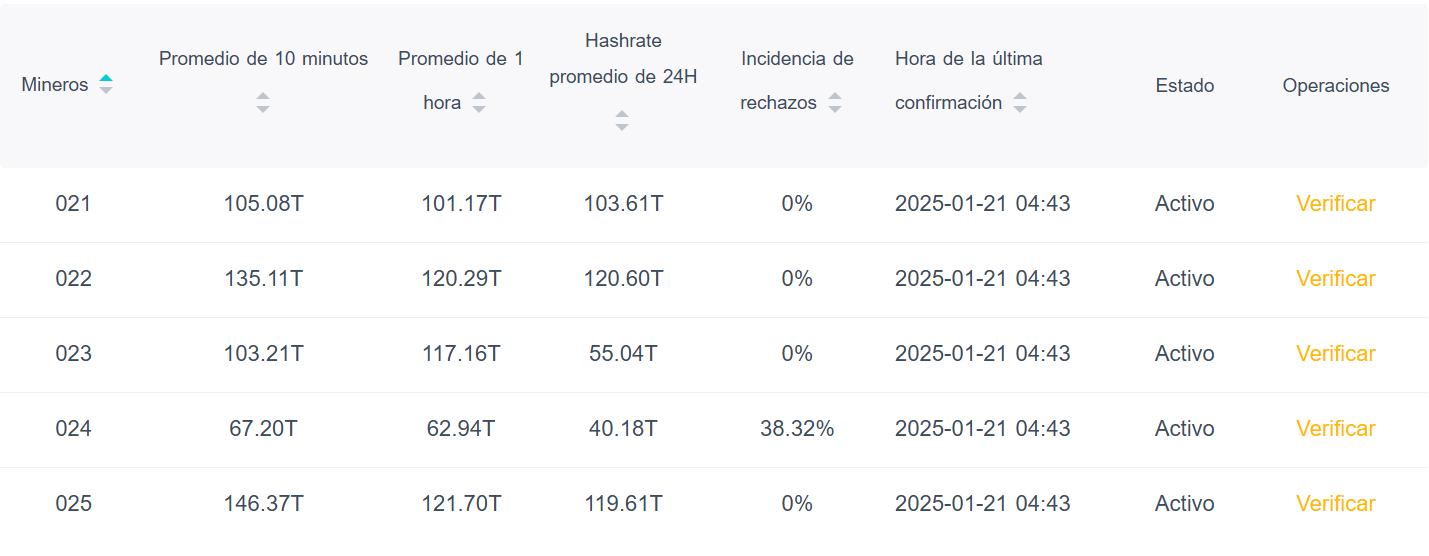 Mineros Promedio de 10 minutos Promedio de 1 hora Hashrate promedio de 24H Incidencia de rechazos Hora de la última confirmación Estado Operaciones
021 105.08T 101.17T 103.61T 0% 2025-01-21 04:43 Activo Verificar
022 135.11T 120.29T 120.60T 0% 2025-01-21 04:43 Activo Verificar
023 103.21T 117.16T 55.04T 0% 2025-01-21 04:43 Activo Verificar
024 67.20T 62.94T 40.18T 38.32% 2025-01-21 04:43 Activo Verificar
025 146.37T 121.70T 119.61T 0% 2025-01-21 04:43 Activo Verificar